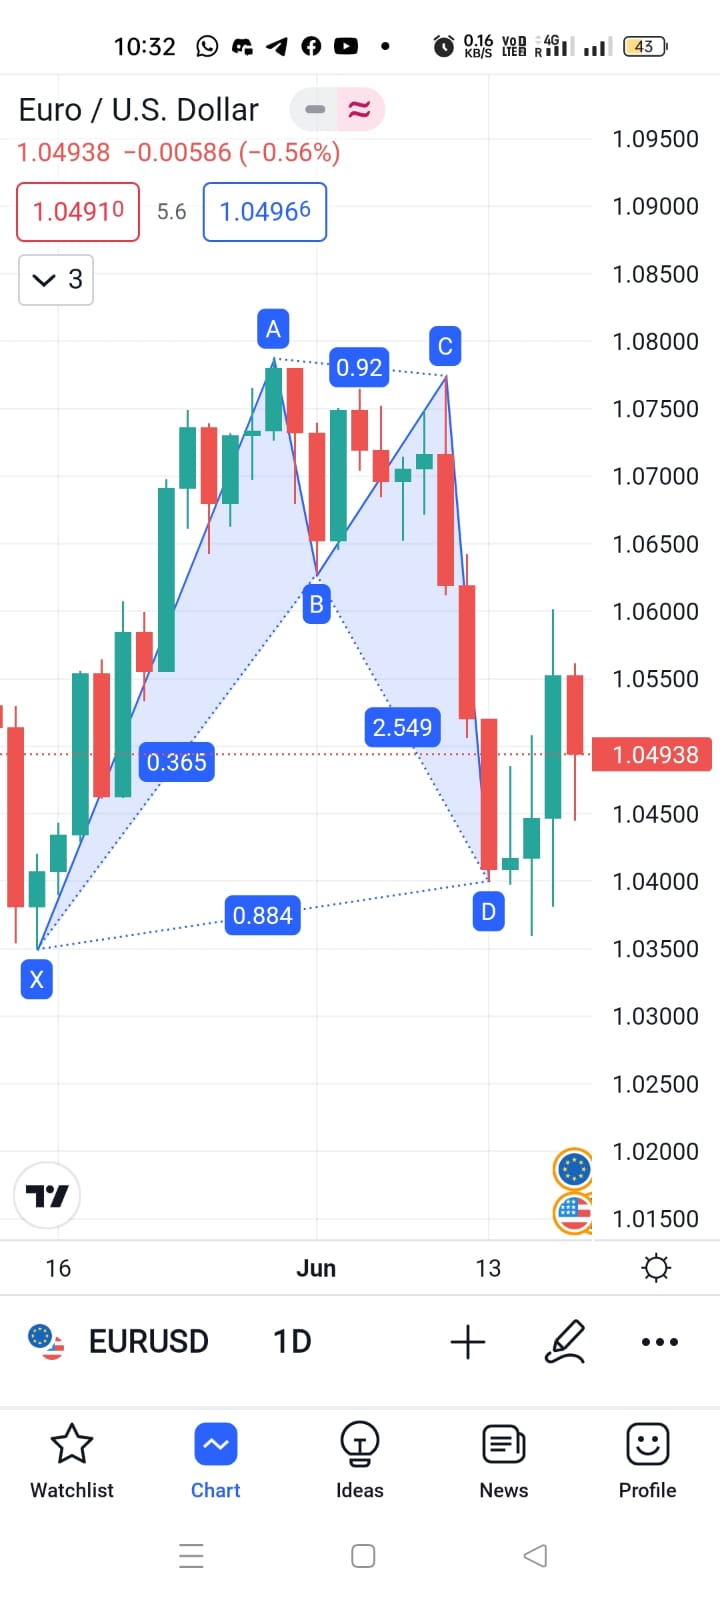 10:32 0.16 KB/S VoD LTE2 4G R 43
Euro / U.S. Dollar
1.04938 −0.00586 (−0.56%)
1.04910 5.6 1.04966
3
1.09500
1.09000
1.08500
1.08000
1.07500
1.07000
1.06500
1.06000
1.05500
1.04938
1.04500
1.04000
1.03500
1.03000
1.02500
1.02000
1.01500
A
0.92
C
B
2.549
0.365
0.884
D
X
16 Jun 13
EURUSD 1D
Watchlist Chart Ideas News Profile